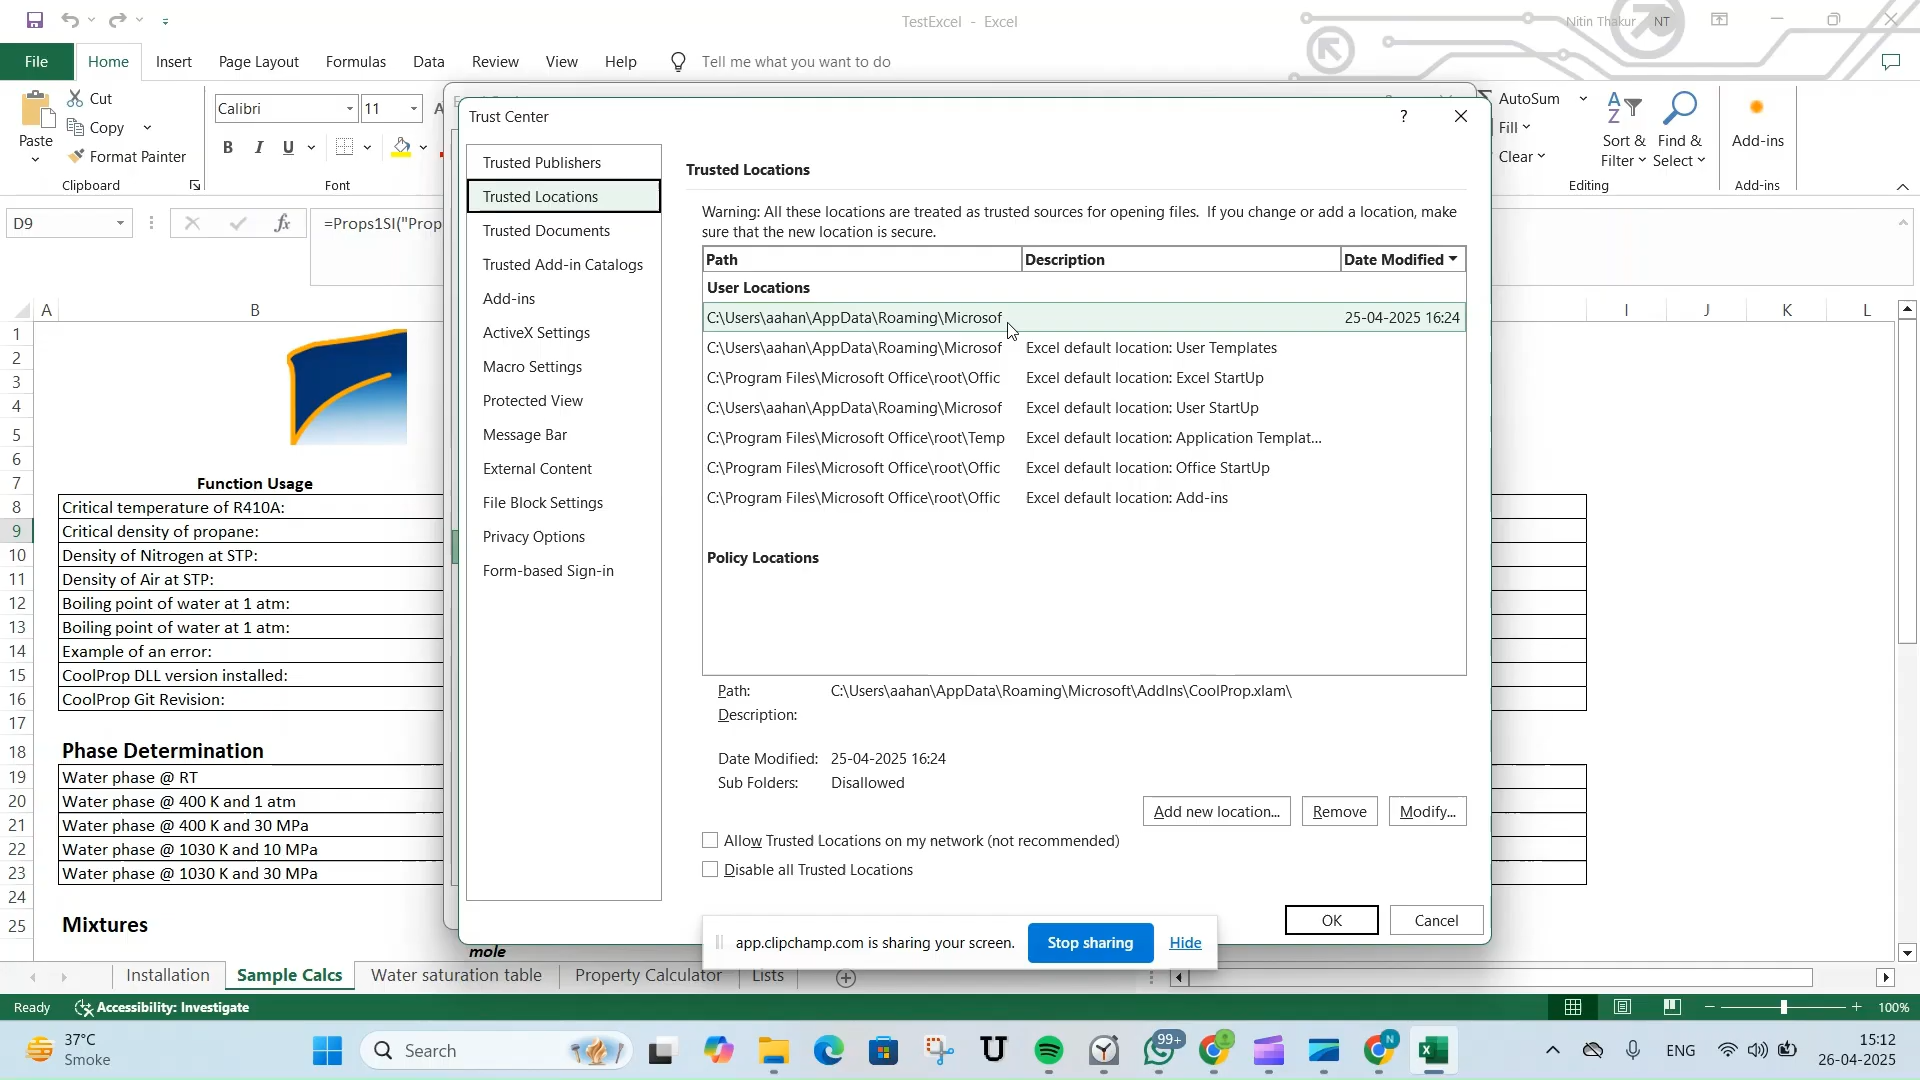 TestExcel - Excel
Nitin Thakur NT
File Home Insert Page Layout Formulas Data Review View Help Tell me what you want to do
Paste
Cut
Copy
Format Painter
Clipboard
Calibri 11
B I U
Font
AutoSum
Fill
Clear
Sort & Filter
Find & Select
Editing
Add-ins
Add-ins
D9
fx
=Props1SI("Prop
Trust Center
?
Trusted Publishers
Trusted Locations
Trusted Documents
Trusted Add-in Catalogs
Add-ins
ActiveX Settings
Macro Settings
Protected View
Message Bar
External Content
File Block Settings
Privacy Options
Form-based Sign-in
Trusted Locations
Warning: All these locations are treated as trusted sources for opening files. If you change or add a location, make
sure that the new location is secure.
Path Description Date Modified
User Locations
C:\Users\aahan\AppData\Roaming\Microsof 25-04-2025 16:24
C:\Users\aahan\AppData\Roaming\Microsof Excel default location: User Templates
C:\Program Files\Microsoft Office\root\Offic Excel default location: Excel StartUp
C:\Users\aahan\AppData\Roaming\Microsof Excel default location: User StartUp
C:\Program Files\Microsoft Office\root\Temp Excel default location: Application Templat...
C:\Program Files\Microsoft Office\root\Offic Excel default location: Office StartUp
C:\Program Files\Microsoft Office\root\Offic Excel default location: Add-ins
Policy Locations
Path: C:\Users\aahan\AppData\Roaming\Microsoft\AddIns\CoolProp.xlam\
Description:
Date Modified: 25-04-2025 16:24
Sub Folders: Disallowed
Add new location... Remove Modify...
Allow Trusted Locations on my network (not recommended)
Disable all Trusted Locations
OK Cancel
app.clipchamp.com is sharing your screen. Stop sharing Hide
A B I J K L
1
2
3
4
5
6
7 Function Usage
8 Critical temperature of R410A:
9 Critical density of propane:
10 Density of Nitrogen at STP:
11 Density of Air at STP:
12 Boiling point of water at 1 atm:
13 Boiling point of water at 1 atm:
14 Example of an error:
15 CoolProp DLL version installed:
16 CoolProp Git Revision:
17
18 Phase Determination
19 Water phase @ RT
20 Water phase @ 400 K and 1 atm
21 Water phase @ 400 K and 30 MPa
22 Water phase @ 1030 K and 10 MPa
23 Water phase @ 1030 K and 30 MPa
24
25 Mixtures
mole
Installation Sample Calcs Water saturation table Property Calculator Lists
Ready Accessibility: Investigate 100%
37°C
Smoke
Search
99+
ENG
15:12
26-04-2025